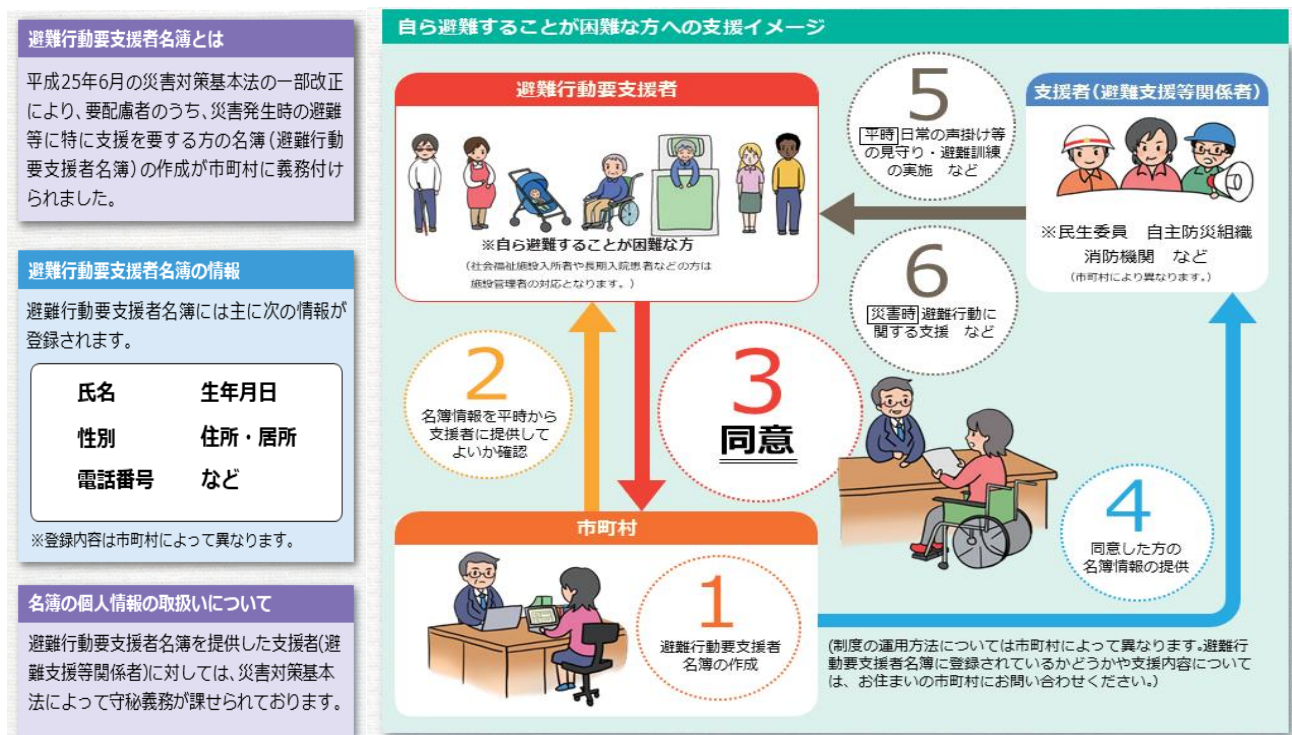 避難行動要支援者名簿とは
平成25年6月の災害対策基本法の一部改正
により、要配慮者のうち、災害発生時の避難
等に特に支援を要する方の名簿(避難行動
要支援者名簿)の作成が市町村に義務付け
られました。
避難行動要支援者名簿の情報
避難行動要支援者名簿には主に次の情報が
登録されます。
氏名 生年月日
性別 住所・居所
電話番号 など
※登録内容は市町村によって異なります。
名簿の個人情報の取扱いについて
避難行動要支援者名簿を提供した支援者(避
難支援等関係者)に対しては、災害対策基本
法によって守秘義務が課せられております。
自ら避難することが困難な方への支援イメージ
避難行動要支援者
※自ら避難することが困難な方
(社会福祉施設入所者や長期入院患者などの方は
施設管理者の対応となります。)
5
平時 日常の声掛け等
の見守り・避難訓練
の実施 など
支援者(避難支援等関係者)
※民生委員 自主防災組織
消防機関 など
(市町村により異なります。)
6
災害時 避難行動に
関する支援 など
2
名簿情報を平時から
支援者に提供して
よいか確認
3
同意
4
同意した方の
名簿情報の提供
市町村
1
避難行動要支援者
名簿の作成
(制度の運用方法については市町村によって異なります。避難行
動要支援者名簿に登録されているかどうかや支援内容について
は、お住まいの市町村にお問い合わせください。)